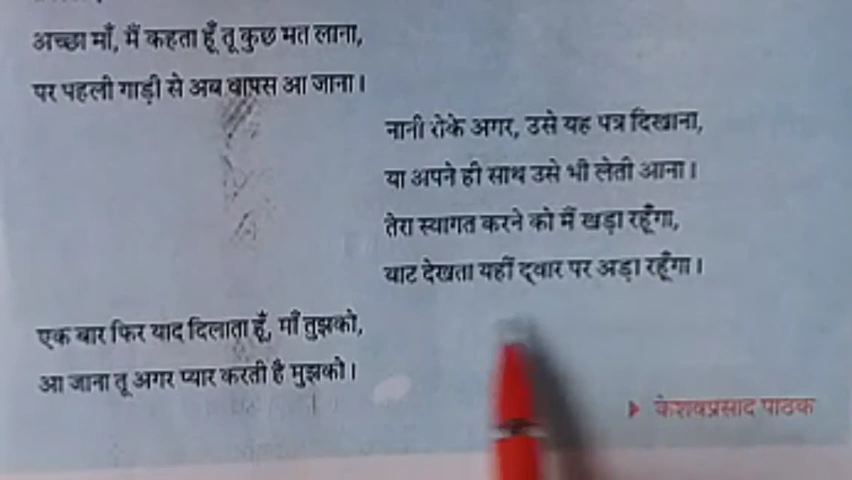 अच्छा माँ, मैं कहता हूँ तू कुछ मत लाना,
पर पहली गाड़ी से अब वापस आ जाना।
नानी रोके अगर, उसे यह पत्र दिखाना,
या अपने ही साथ उसे भी लेती आना।
तेरा स्वागत करने को मैं खड़ा रहूँगा,
बाट देखता यहीं द्वार पर अड़ा रहूँगा।
एक बार फिर याद दिलाता हूँ, माँ तुझको,
आ जाना तू अगर प्यार करती है मुझको।
केशवप्रसाद पाठक